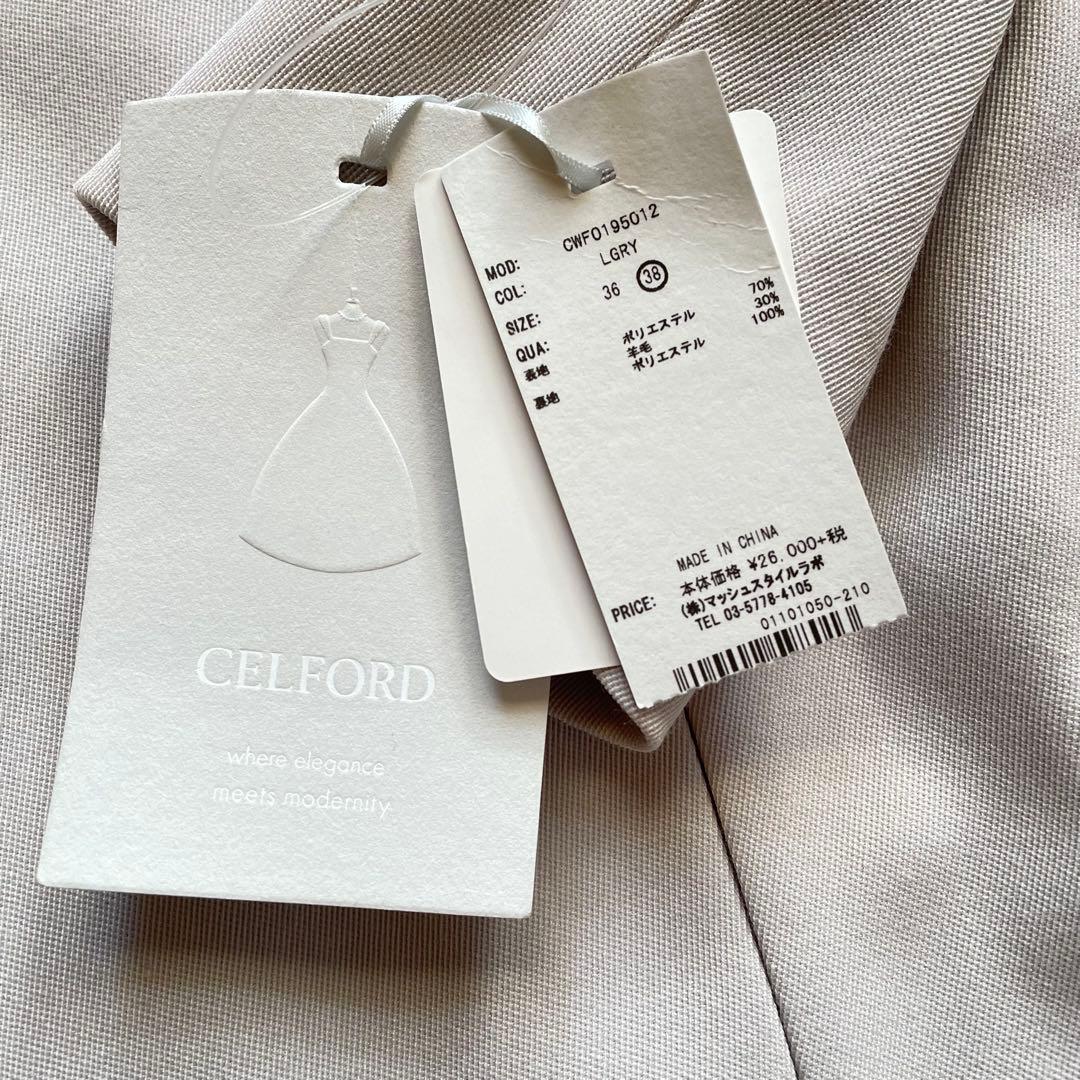 CELFORD
where elegance
meets modernity
MOD: CWF0195012
COL: LGRY
SIZE: 36 38
QUA:
表地 ポリエステル 70%
羊毛 30%
裏地 ポリエステル 100%
MADE IN CHINA
PRICE: 本体価格 ¥26,000+税
(株)マッシュスタイルラボ
TEL 03-5778-4105
01101050-210